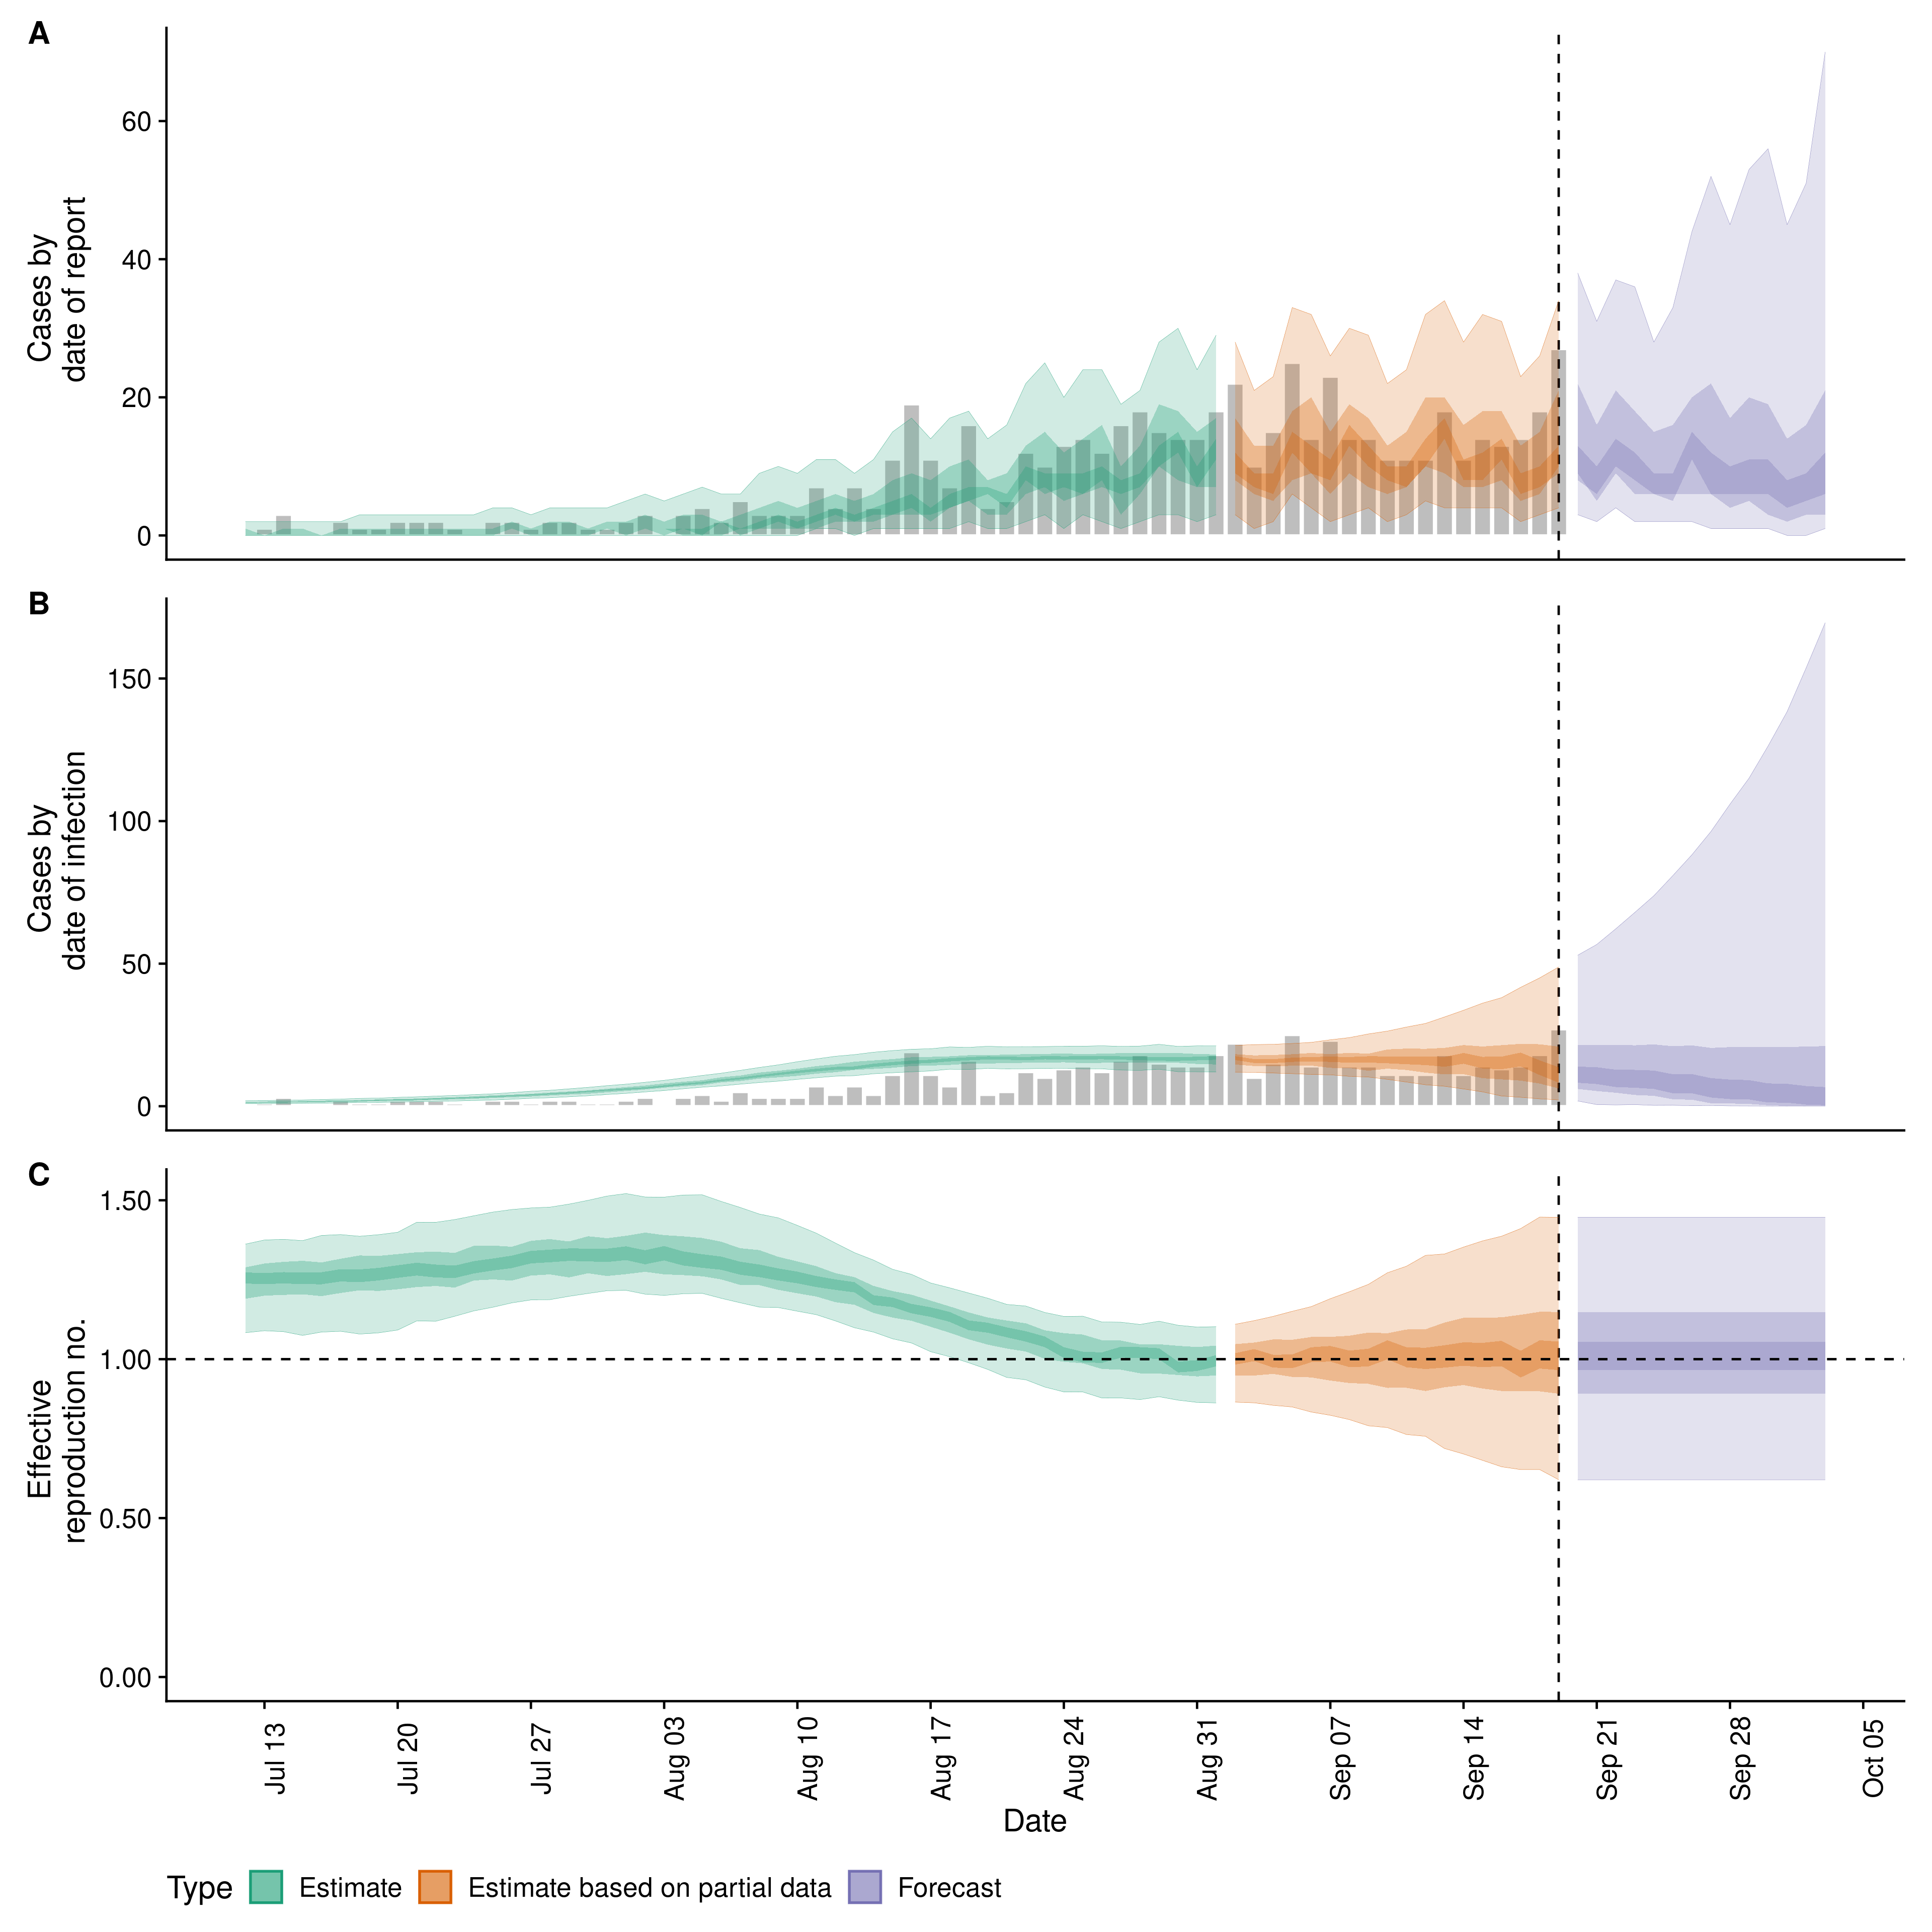 A
Cases by
date of report
60
40
20
0
B
Cases by
date of infection
150
100
50
0
C
Effective
reproduction no.
1.50
1.00
0.50
0.00
Jul 13
Jul 20
Jul 27
Aug 03
Aug 10
Aug 17
Aug 24
Aug 31
Sep 07
Sep 14
Sep 21
Sep 28
Oct 05
Date
Type Estimate Estimate based on partial data Forecast